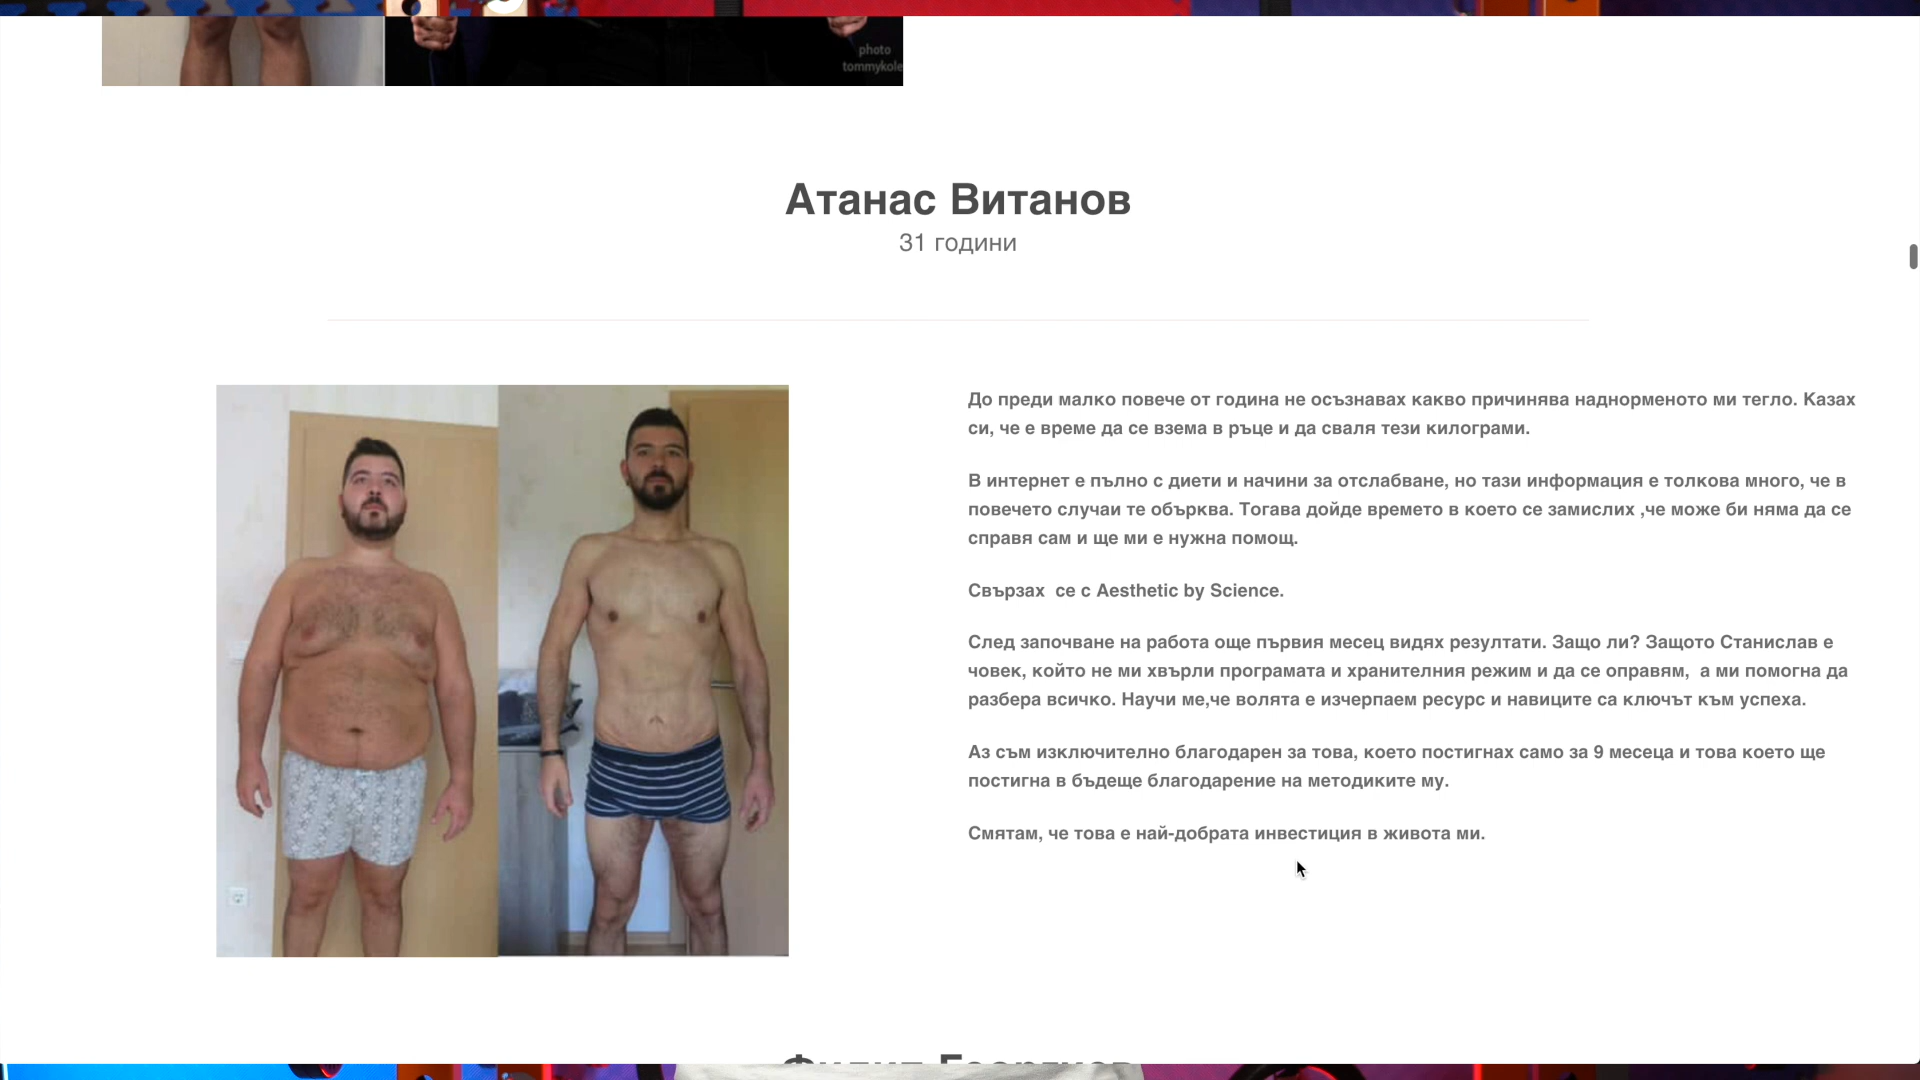 photo
tommykole
Атанас Витанов
31 години
До преди малко повече от година не осъзнавах какво причинява наднорменото ми тегло. Казах
си, че е време да се взема в ръце и да сваля тези килограми.
В интернет е пълно с диети и начини за отслабване, но тази информация е толкова много, че в
повечето случаи те обърква. Тогава дойде времето в което се замислих ,че може би няма да се
справя сам и ще ми е нужна помощ.
Свързах  се с Aesthetic by Science.
След започване на работа още първия месец видях резултати. Защо ли? Защото Станислав е
човек, който не ми хвърли програмата и хранителния режим и да се оправям,  а ми помогна да
разбера всичко. Научи ме,че волята е изчерпаем ресурс и навиците са ключът към успеха.
Аз съм изключително благодарен за това, което постигнах само за 9 месеца и това което ще
постигна в бъдеще благодарение на методиките му.
Смятам, че това е най-добрата инвестиция в живота ми.